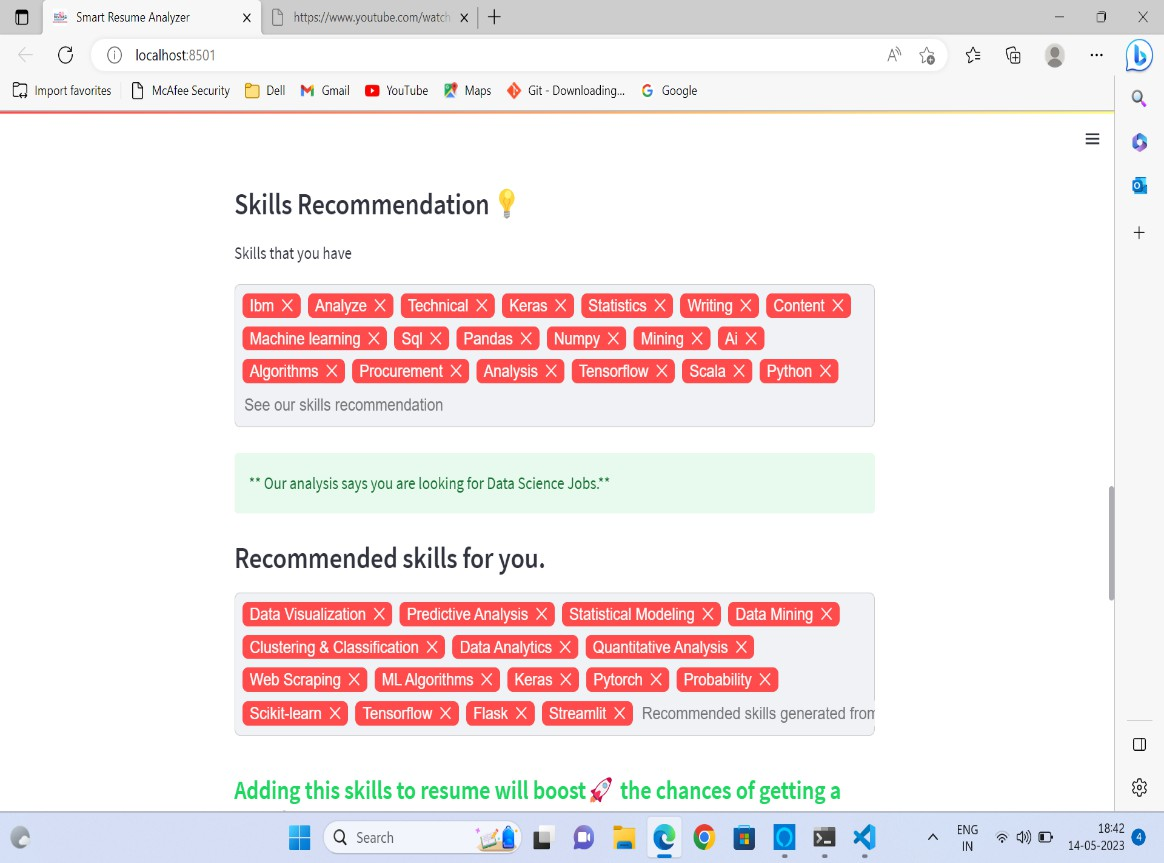 Smart Resume Analyzer
https://www.youtube.com/watch
localhost:8501
Import favorites McAfee Security Dell Gmail YouTube Maps Git - Downloading... Google
Skills Recommendation
Skills that you have
Ibm Analyze Technical Keras Statistics Writing Content
Machine learning Sql Pandas Numpy Mining Ai
Algorithms Procurement Analysis Tensorflow Scala Python
See our skills recommendation
** Our analysis says you are looking for Data Science Jobs.**
Recommended skills for you.
Data Visualization Predictive Analysis Statistical Modeling Data Mining
Clustering & Classification Data Analytics Quantitative Analysis
Web Scraping ML Algorithms Keras Pytorch Probability
Scikit-learn Tensorflow Flask Streamlit Recommended skills generated from
Adding this skills to resume will boost 🚀 the chances of getting a
Search
ENG
IN
18:42
14-05-2023
4